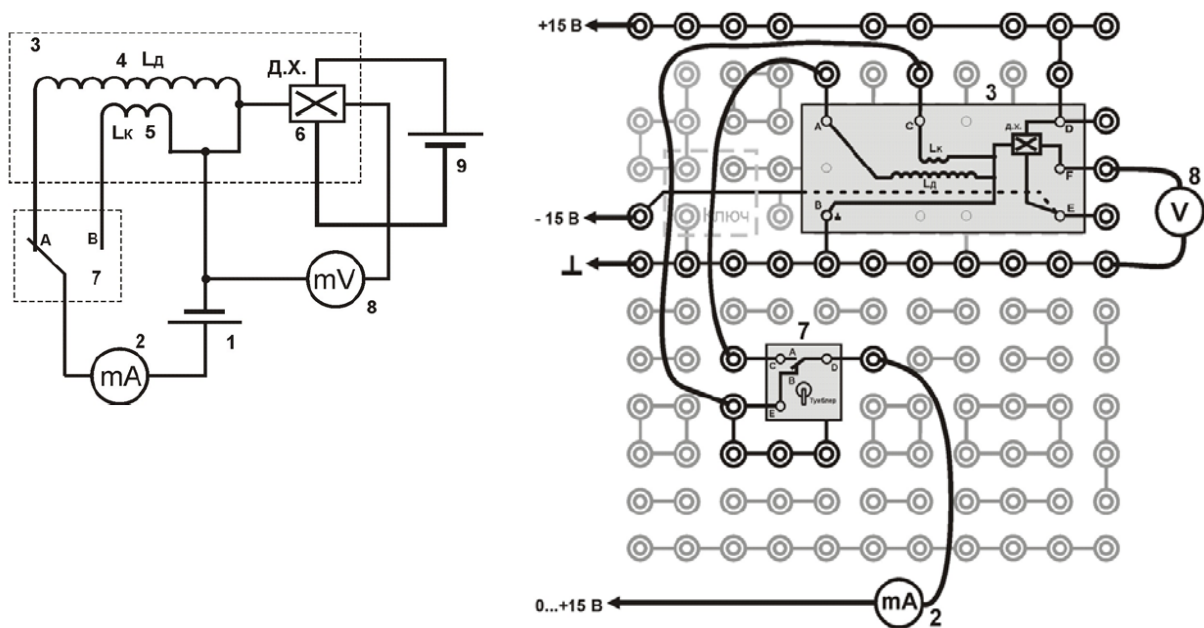 3
4 Lд
Д.Х.
Lк 5
6
9
A B
7
mV
8
2
mA
1
+15 В
3
A C Д.Х. D
Lк
Lд
F
B
E
8
V
- 15 В
Ключ
7
C A D
B
E Тумблер
0...+15 В
mA
2